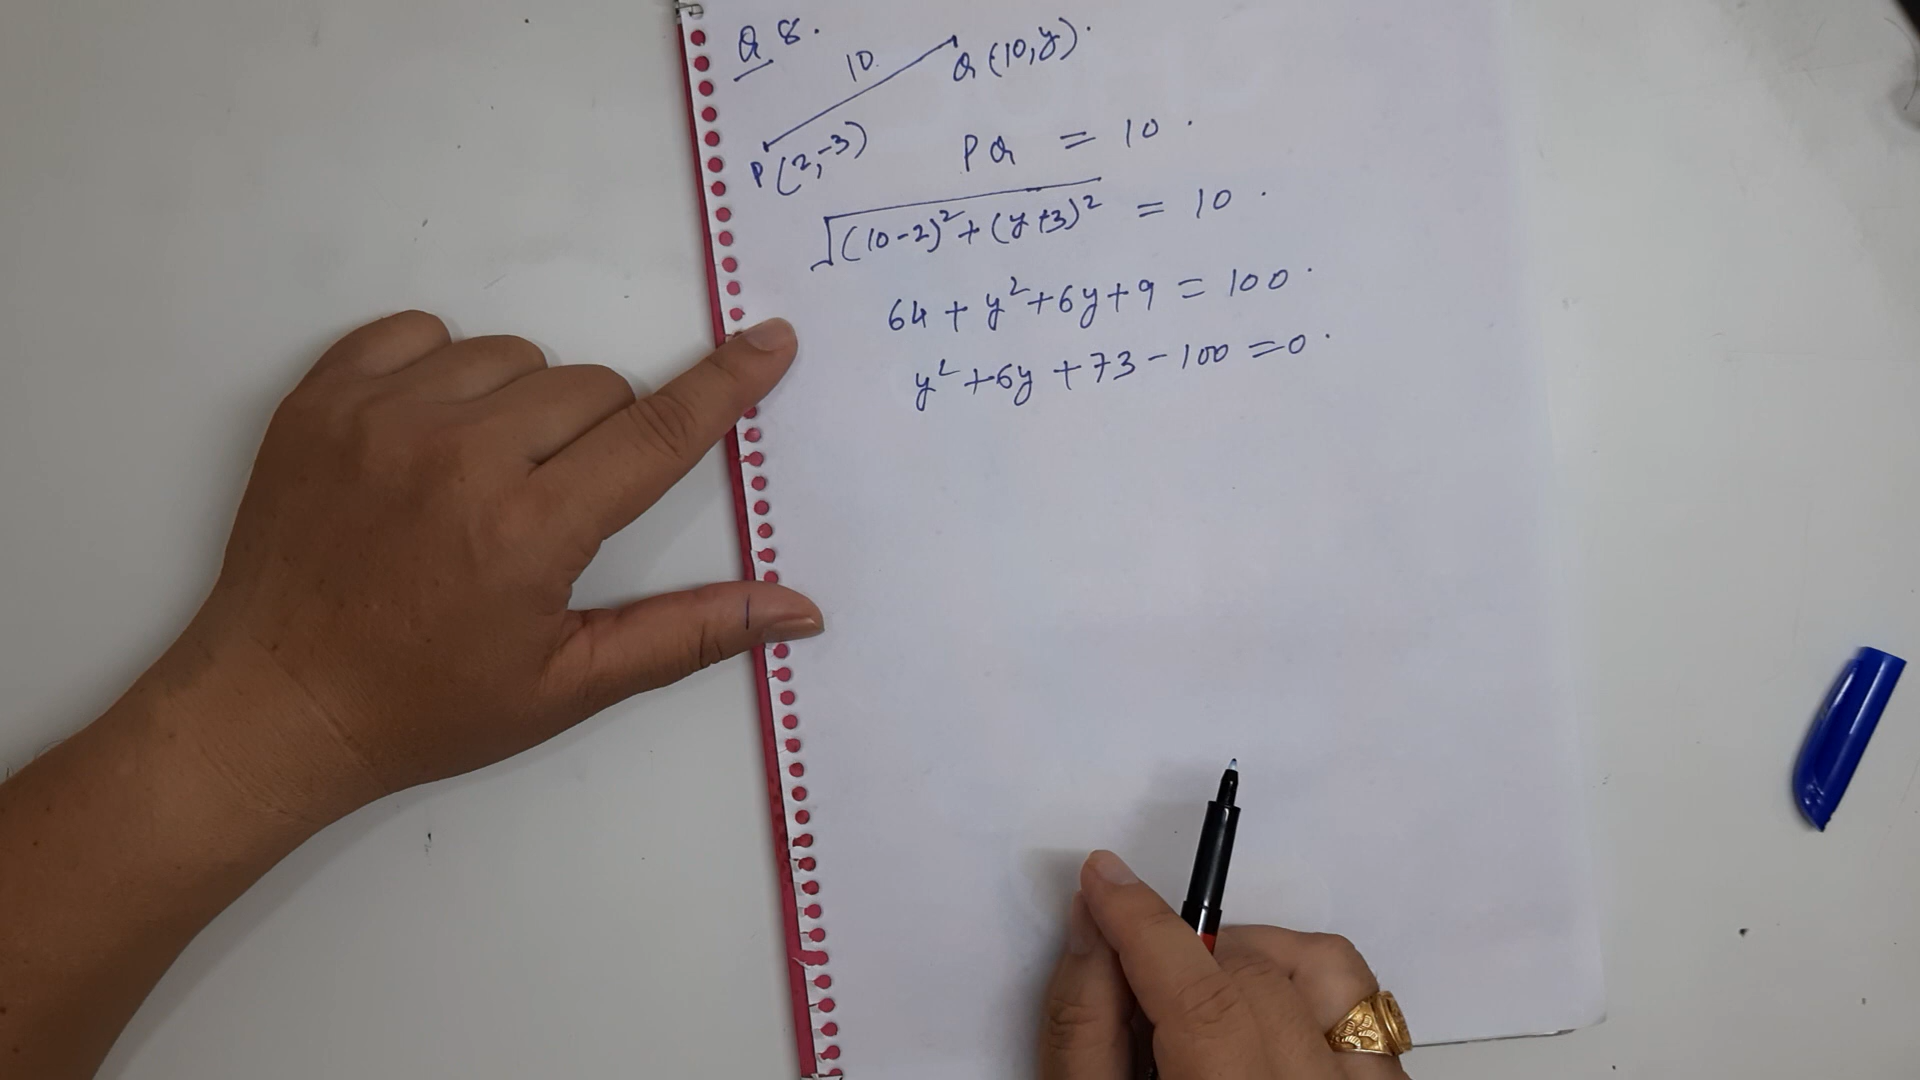 Q 8.
10.
Q (10, y).
P (2, -3)
PQ = 10.
√(10-2)² + (y+3)² = 10.
64 + y² + 6y + 9 = 100.
y² + 6y + 73 - 100 = 0.